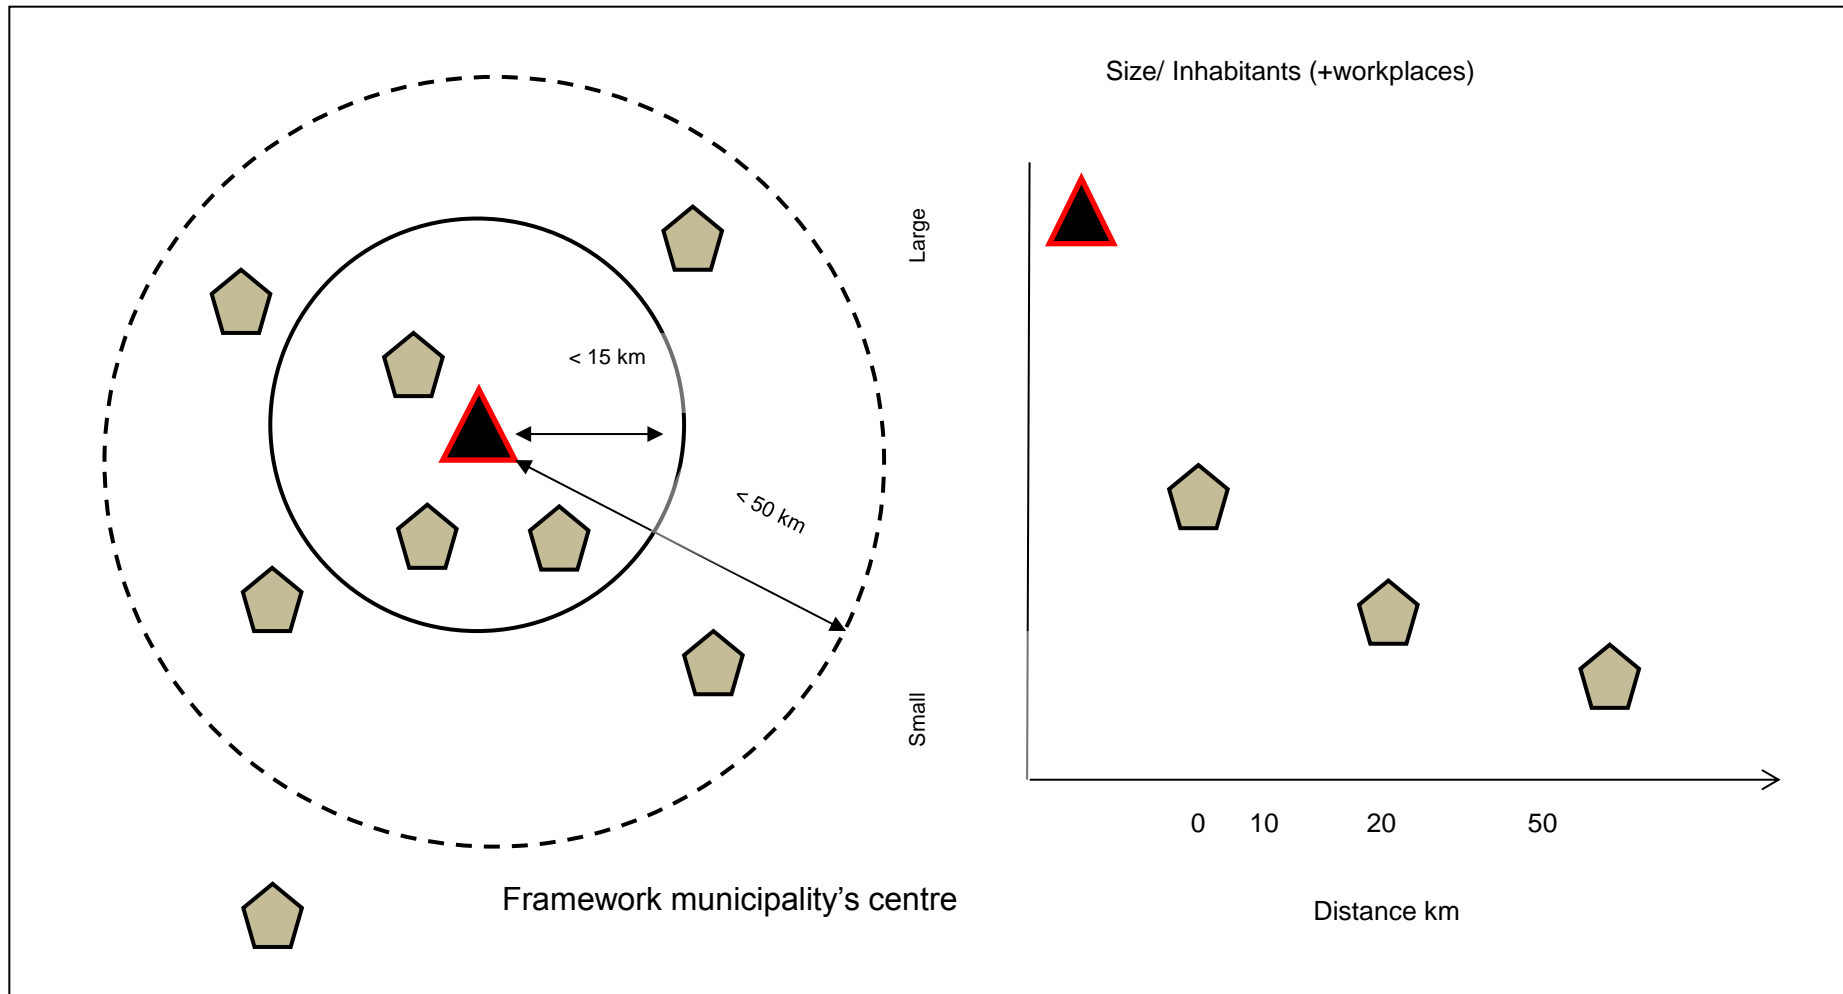 Size/ Inhabitants (+workplaces)
Large
< 15 km
< 50 km
Small
0 10 20 50
Framework municipality’s centre
Distance km